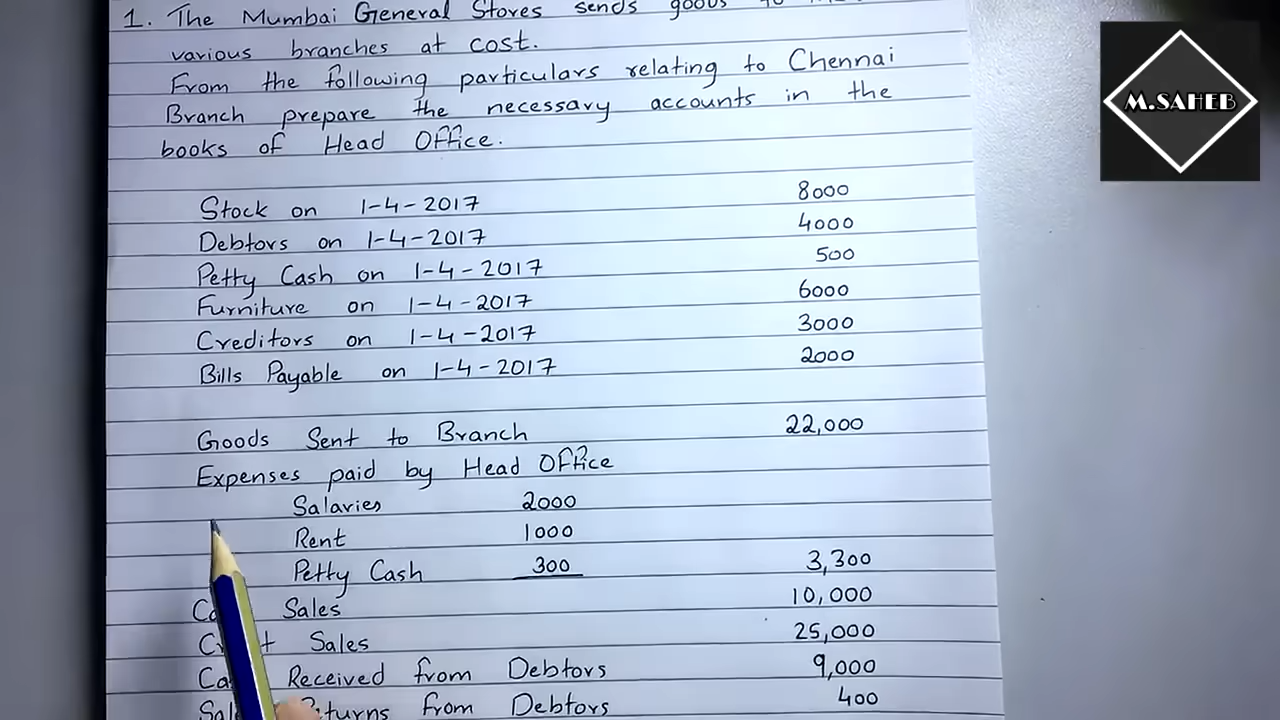 1. The Mumbai General Stores sends goods to
various branches at cost.
From the following particulars relating to Chennai
Branch prepare the necessary accounts in the
books of Head Office.
Stock on 1-4-2017 8000
Debtors on 1-4-2017 4000
Petty Cash on 1-4-2017 500
Furniture on 1-4-2017 6000
Creditors on 1-4-2017 3000
Bills Payable on 1-4-2017 2000
Goods Sent to Branch 22,000
Expenses paid by Head Office
Salaries 2000
Rent 1000
Petty Cash 300 3,300
Sales 10,000
Sales 25,000
Received from Debtors 9,000
from Debtors 400
M.SAHEB